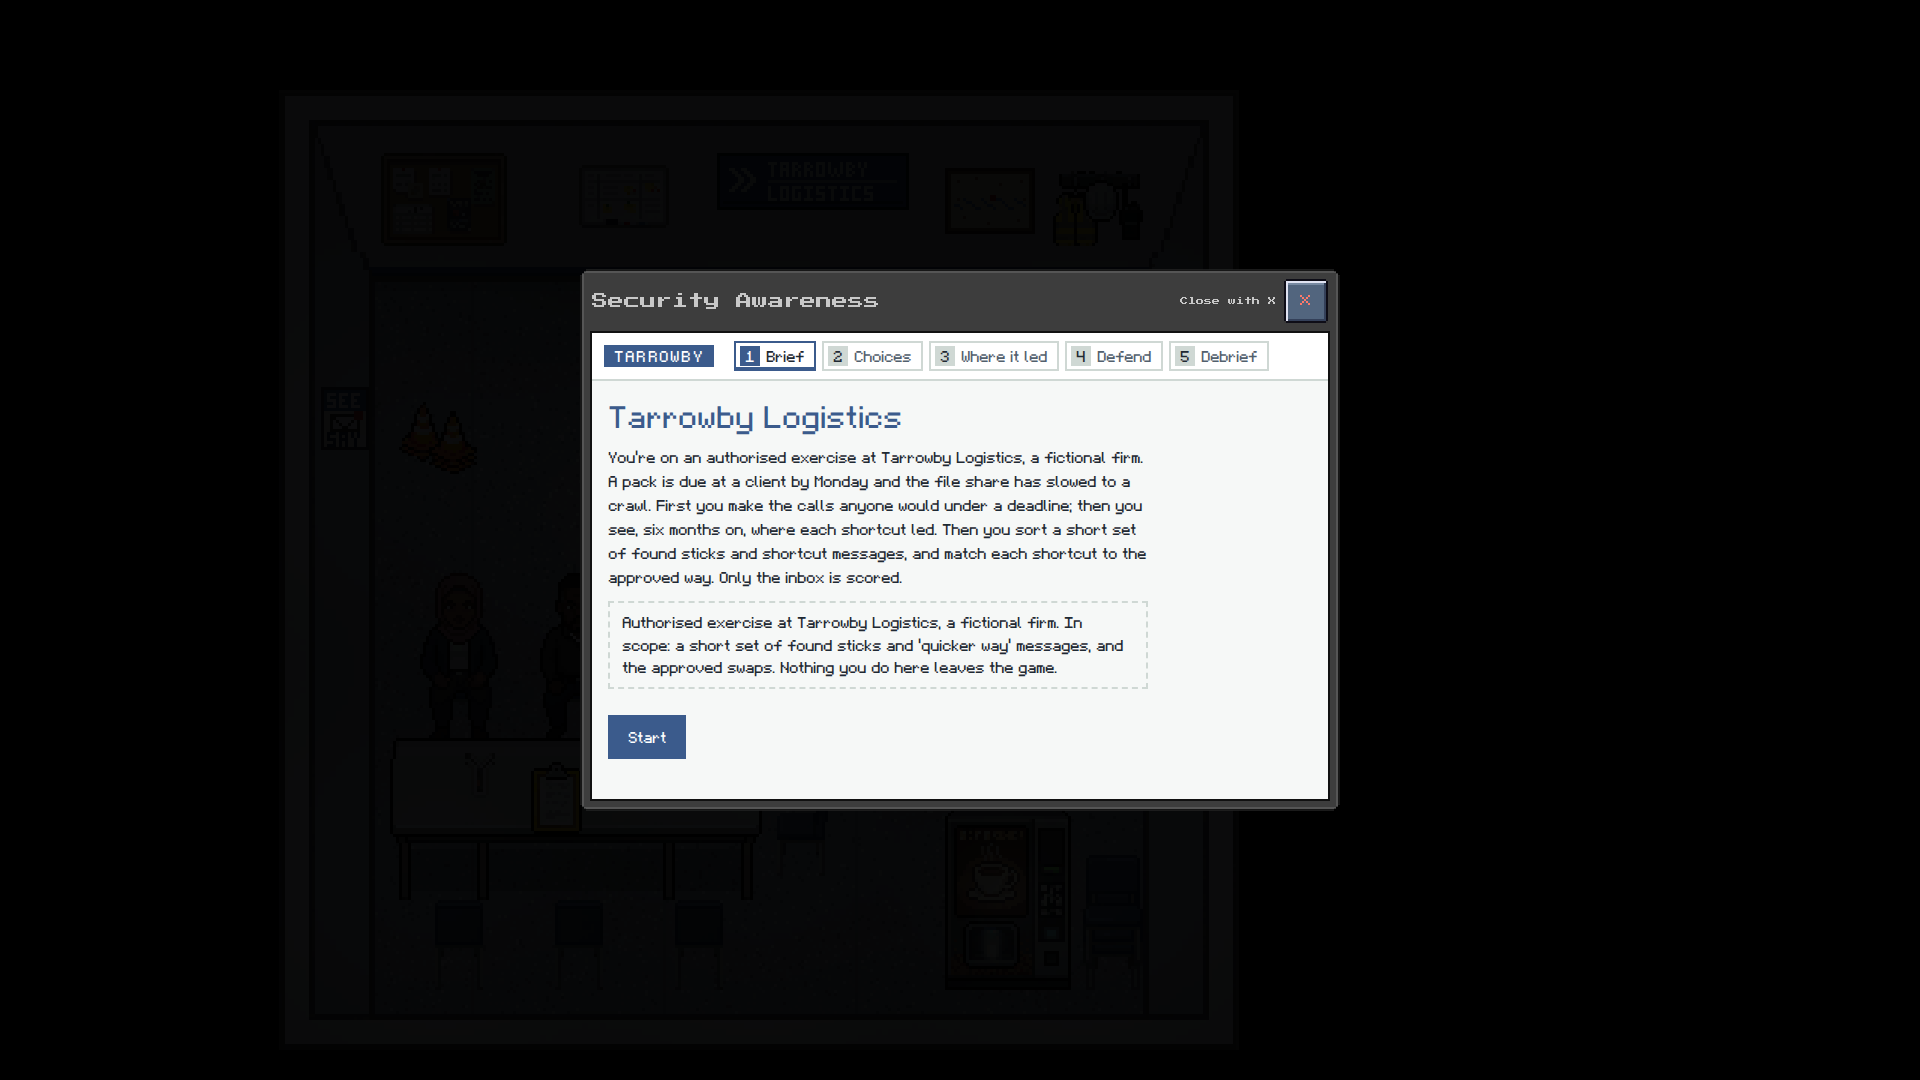 TARROWBY
LOGISTICS
Security Awareness
Close with X
X
TARROWBY
1 Brief
2 Choices
3 Where it led
4 Defend
5 Debrief
SEE
SAY
Tarrowby Logistics
You're on an authorised exercise at Tarrowby Logistics, a fictional firm.
A pack is due at a client by Monday and the file share has slowed to a
crawl. First you make the calls anyone would under a deadline; then you
see, six months on, where each shortcut led. Then you sort a short set
of found sticks and shortcut messages, and match each shortcut to the
approved way. Only the inbox is scored.
Authorised exercise at Tarrowby Logistics, a fictional firm. In
scope: a short set of found sticks and 'quicker way' messages, and
the approved swaps. Nothing you do here leaves the game.
Start